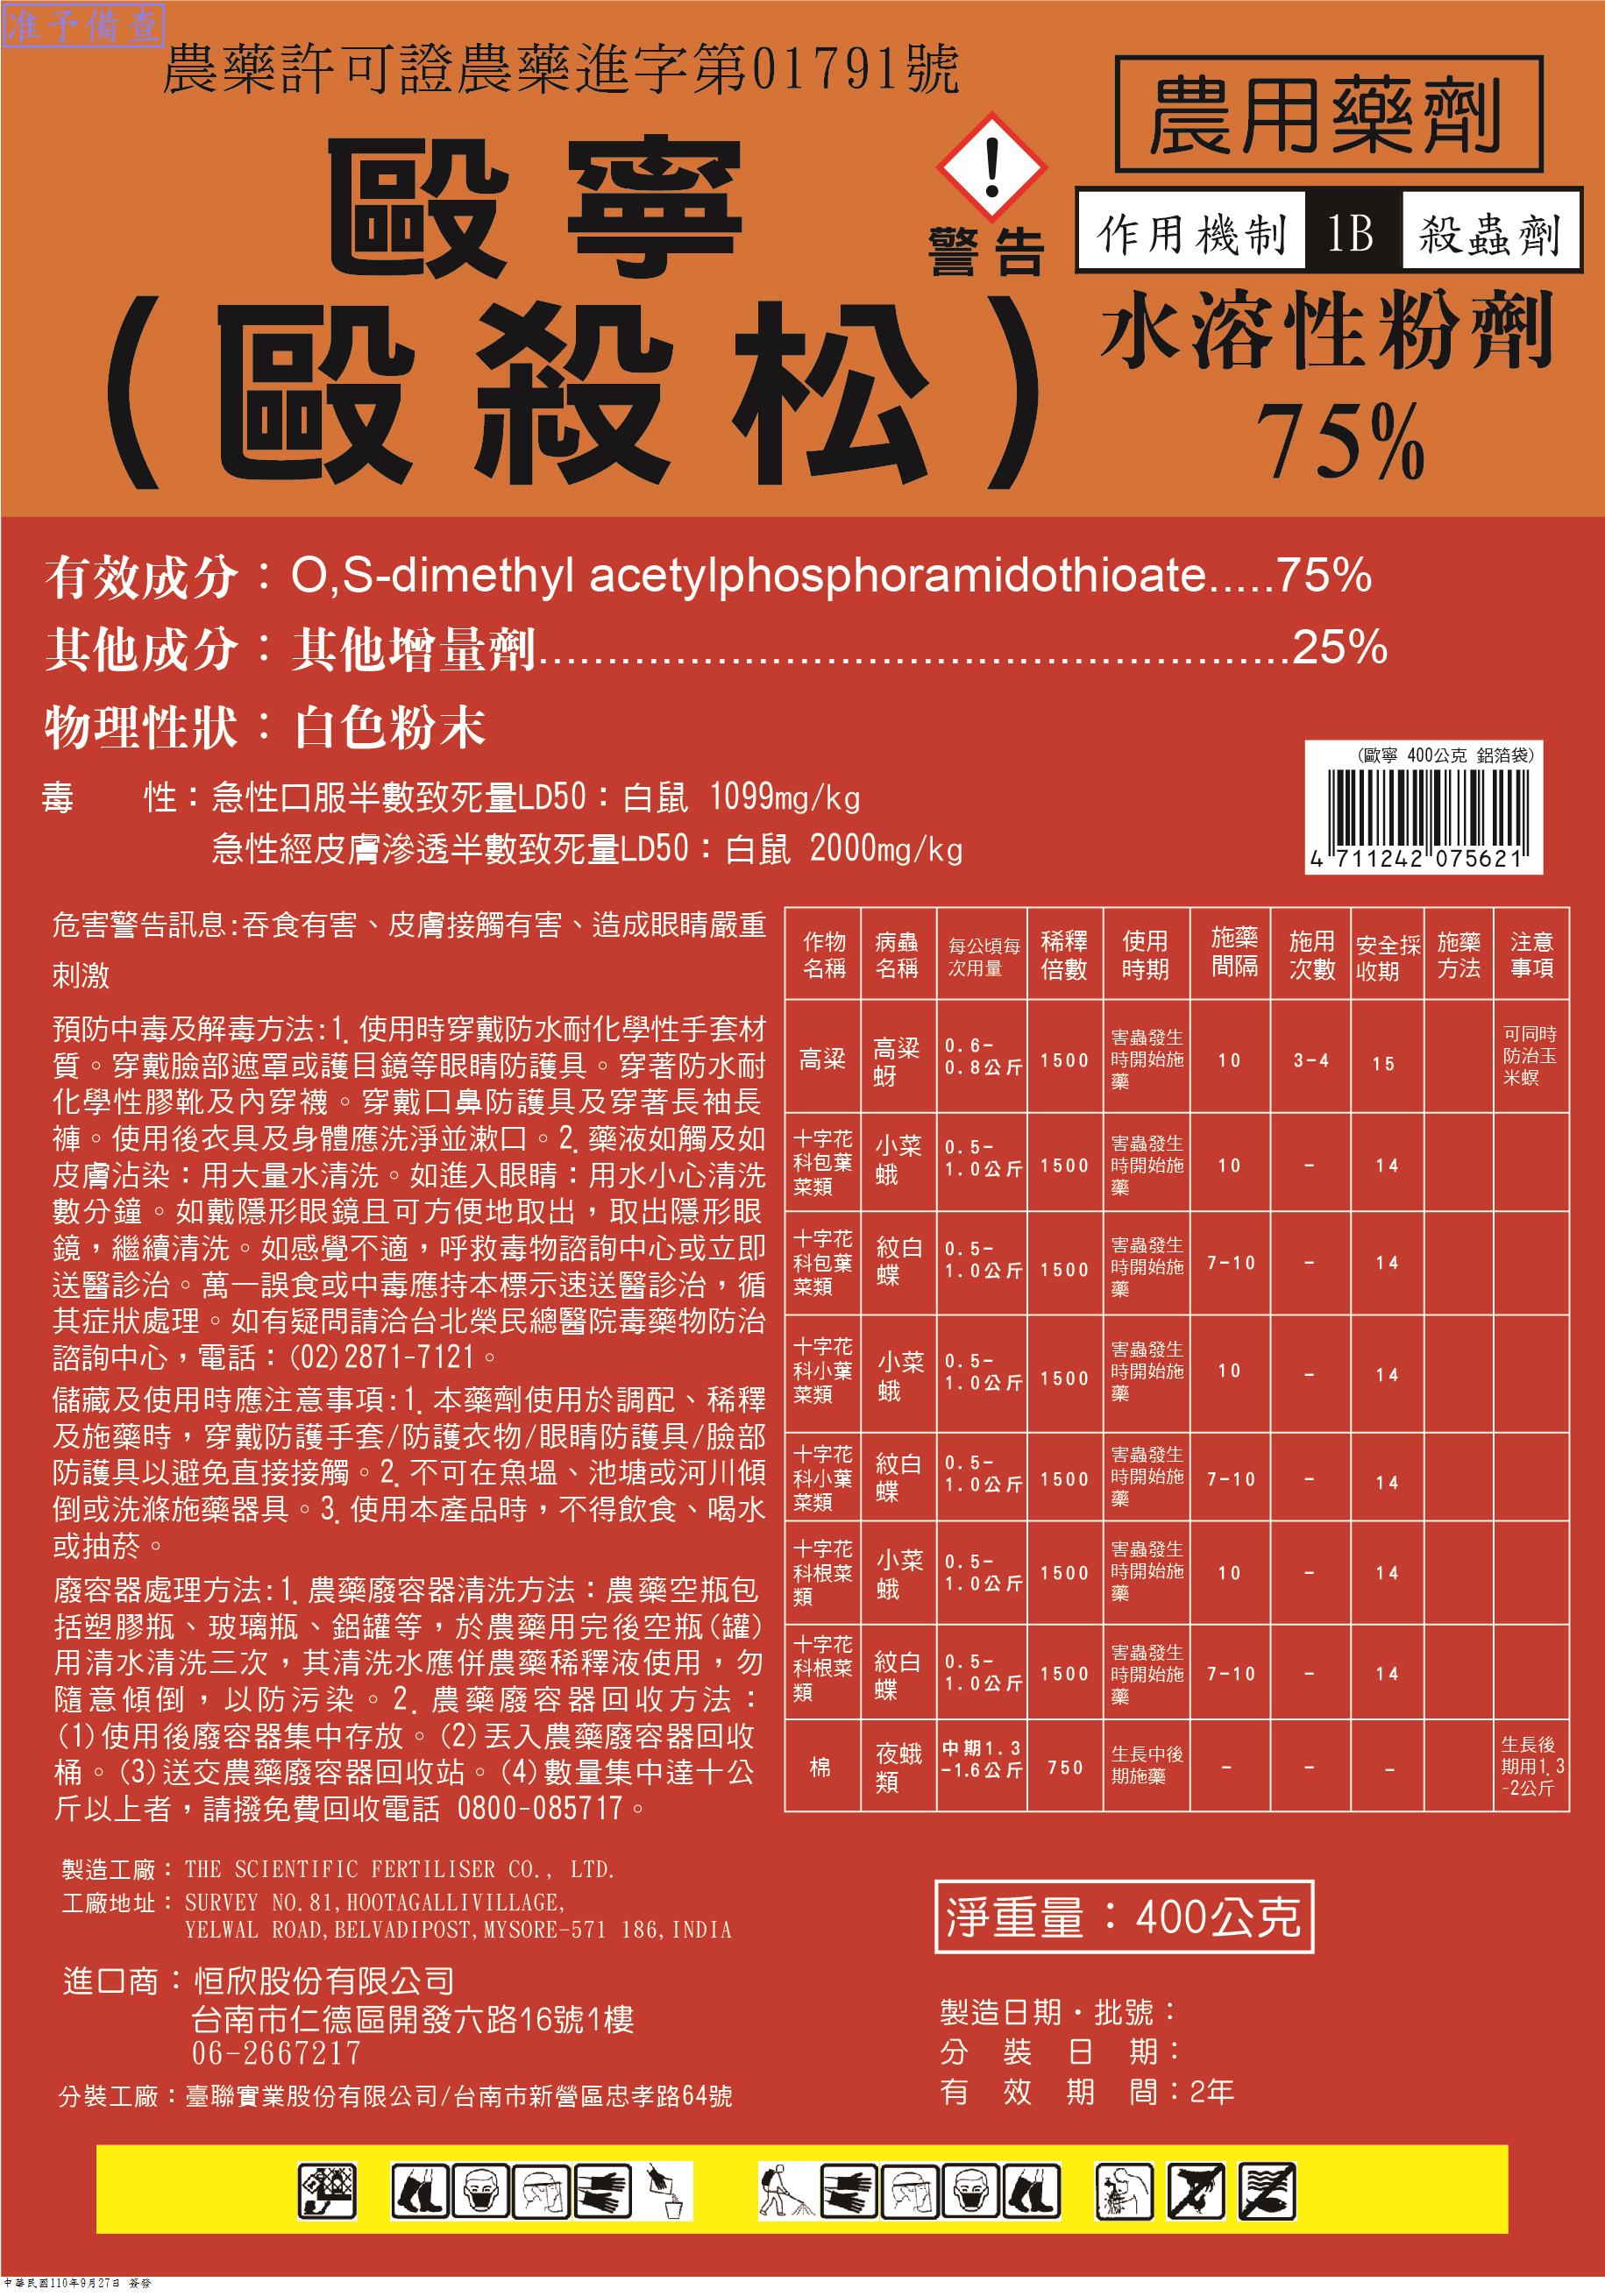 准予備查
農藥許可證農藥進字第01791號
農用藥劑
毆寧
警告
作用機制 1B 殺蟲劑
(毆殺松)
水溶性粉劑
75%
有效成分：O,S-dimethyl acetylphosphoramidothioate.....75%
其他成分：其他增量劑.......................................................25%
物理性狀：白色粉末
毒　　性：急性口服半數致死量LD50：白鼠 1099mg/kg
急性經皮膚滲透半數致死量LD50：白鼠 2000mg/kg
(歐寧 400公克 鋁箔袋)
4 711242 075621
危害警告訊息:吞食有害、皮膚接觸有害、造成眼睛嚴重
刺激
預防中毒及解毒方法:1. 使用時穿戴防水耐化學性手套材
質。穿戴臉部遮罩或護目鏡等眼睛防護具。穿著防水耐
化學性膠靴及內穿襪。穿戴口鼻防護具及穿著長袖長
褲。使用後衣具及身體應洗淨並漱口。2. 藥液如觸及如
皮膚沾染：用大量水清洗。如進入眼睛：用水小心清洗
數分鐘。如戴隱形眼鏡且可方便地取出，取出隱形眼
鏡，繼續清洗。如感覺不適，呼救毒物諮詢中心或立即
送醫診治。萬一誤食或中毒應持本標示速送醫診治，循
其症狀處理。如有疑問請洽台北榮民總醫院毒藥物防治
諮詢中心，電話：(02)2871-7121。
儲藏及使用時應注意事項:1. 本藥劑使用於調配、稀釋
及施藥時，穿戴防護手套/防護衣物/眼睛防護具/臉部
防護具以避免直接接觸。2. 不可在魚塭、池塘或河川傾
倒或洗滌施藥器具。3. 使用本產品時，不得飲食、喝水
或抽菸。
廢容器處理方法:1. 農藥廢容器清洗方法：農藥空瓶包
括塑膠瓶、玻璃瓶、鋁罐等，於農藥用完後空瓶(罐)
用清水清洗三次，其清洗水應併農藥稀釋液使用，勿
隨意傾倒，以防污染。2. 農藥廢容器回收方法：
(1)使用後廢容器集中存放。(2)丟入農藥廢容器回收
桶。(3)送交農藥廢容器回收站。(4)數量集中達十公
斤以上者，請撥免費回收電話 0800-085717。
作物名稱 病蟲名稱 每公頃每次用量 稀釋倍數 使用時期 施藥間隔 施用次數 安全採收期 施藥方法 注意事項
高粱 高粱蚜 0.6-0.8公斤 1500 害蟲發生時開始施藥 10 3-4 15 可同時防治玉米螟
十字花科包葉菜類 小菜蛾 0.5-1.0公斤 1500 害蟲發生時開始施藥 10 - 14
十字花科包葉菜類 紋白蝶 0.5-1.0公斤 1500 害蟲發生時開始施藥 7-10 - 14
十字花科小葉菜類 小菜蛾 0.5-1.0公斤 1500 害蟲發生時開始施藥 10 - 14
十字花科小葉菜類 紋白蝶 0.5-1.0公斤 1500 害蟲發生時開始施藥 7-10 - 14
十字花科根菜類 小菜蛾 0.5-1.0公斤 1500 害蟲發生時開始施藥 10 - 14
十字花科根菜類 紋白蝶 0.5-1.0公斤 1500 害蟲發生時開始施藥 7-10 - 14
棉 夜蛾類 中期1.3-1.6公斤 750 生長中後期施藥 - - - 生長後期用1.3-2公斤
製造工廠：THE SCIENTIFIC FERTILISER CO., LTD.
工廠地址：SURVEY NO.81,HOOTAGALLIVILLAGE,
YELWAL ROAD,BELVADIPOST,MYSORE-571 186,INDIA
進口商：恒欣股份有限公司
台南市仁德區開發六路16號1樓
06-2667217
分裝工廠：臺聯實業股份有限公司/台南市新營區忠孝路64號
淨重量：400公克
製造日期・批號：
分　裝　日　期：
有　效　期　間：2年
中華民國110年9月27日 簽發